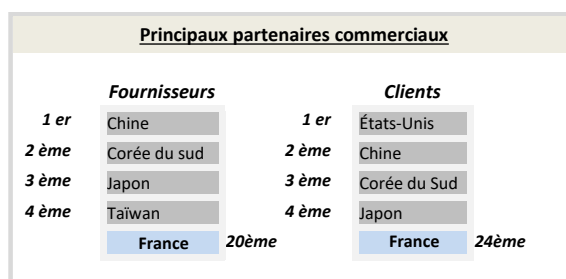 Principaux partenaires commerciaux
Fournisseurs Clients
1 er Chine 1 er États-Unis
2 ème Corée du sud 2 ème Chine
3 ème Japon 3 ème Corée du Sud
4 ème Taïwan 4 ème Japon
France 20ème France 24ème